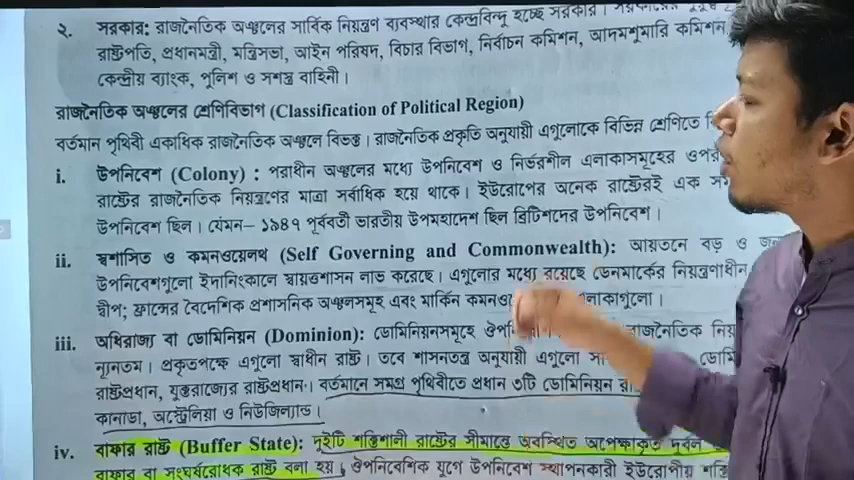 ২. সরকার: রাজনৈতিক অঞ্চলের সার্বিক নিয়ন্ত্রণ ব্যবস্থার কেন্দ্রবিন্দু হচ্ছে সরকার।
রাষ্ট্রপতি, প্রধানমন্ত্রী, মন্ত্রিসভা, আইন পরিষদ, বিচার বিভাগ, নির্বাচন কমিশন, আদমশুমারি কমিশন,
কেন্দ্রীয় ব্যাংক, পুলিশ ও সশস্ত্র বাহিনী।
রাজনৈতিক অঞ্চলের শ্রেণিবিভাগ (Classification of Political Region)
বর্তমান পৃথিবী একাধিক রাজনৈতিক অঞ্চলে বিভক্ত। রাজনৈতিক প্রকৃতি অনুযায়ী এগুলোকে বিভিন্ন শ্রেণিতে
i. উপনিবেশ (Colony) : পরাধীন অঞ্চলের মধ্যে উপনিবেশ ও নির্ভরশীল এলাকাসমূহের ওপর
রাষ্ট্রের রাজনৈতিক নিয়ন্ত্রণের মাত্রা সর্বাধিক হয়ে থাকে। ইউরোপের অনেক রাষ্ট্রেরই এক
উপনিবেশ ছিল। যেমন– ১৯৪৭ পূর্ববর্তী ভারতীয় উপমহাদেশ ছিল ব্রিটিশদের উপনিবেশ।
ii. স্বশাসিত ও কমনওয়েলথ (Self Governing and Commonwealth): আয়তনে বড় ও
উপনিবেশগুলো ইদানিংকালে স্বায়ত্তশাসন লাভ করেছে। এগুলোর মধ্যে রয়েছে ডেনমার্কের নিয়ন্ত্রণাধীন
দ্বীপ; ফ্রান্সের বৈদেশিক প্রশাসনিক অঞ্চলসমূহ এবং মার্কিন
iii. অধিরাজ্য বা ডোমিনিয়ন (Dominion): ডোমিনিয়নসমূহে
ন্যূনতম। প্রকৃতপক্ষে এগুলো স্বাধীন রাষ্ট্র। তবে শাসনতন্ত্র অনুযায়ী এগুলো
রাষ্ট্রপ্রধান, যুক্তরাজ্যের রাষ্ট্রপ্রধান। বর্তমানে সমগ্র পৃথিবীতে প্রধান ৩টি ডোমিনিয়ন
কানাডা, অস্ট্রেলিয়া ও নিউজিল্যান্ড।
iv. বাফার রাষ্ট্র (Buffer State): দুইটি শক্তিশালী রাষ্ট্রের সীমান্তে অবস্থিত অপেক্ষাকৃত দুর্বল
বাফার বা সংঘর্ষরোধক রাষ্ট্র বলা হয়। ঔপনিবেশিক যুগে উপনিবেশ স্থাপনকারী ইউরোপীয়